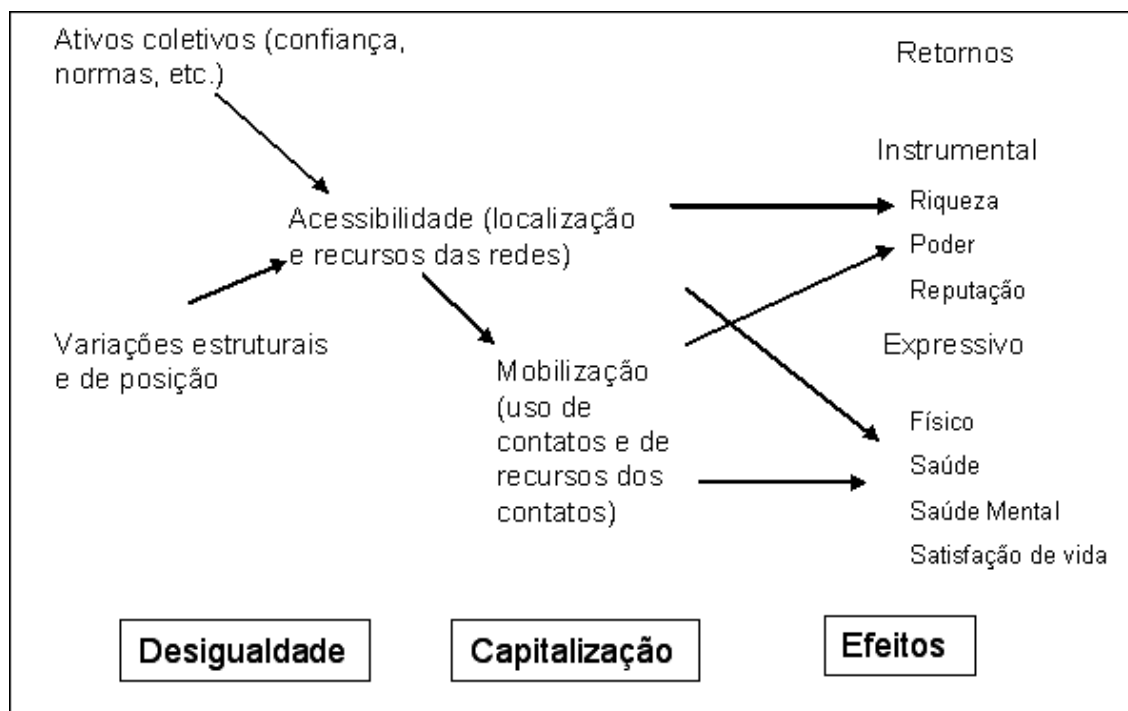 Ativos coletivos (confiança,
normas, etc.)
Retornos
Instrumental
Riqueza
Acessibilidade (localização
e recursos das redes)
Poder
Reputação
Variações estruturais
e de posição
Expressivo
Mobilização
(uso de
contatos e de
recursos dos
contatos)
Físico
Saúde
Saúde Mental
Satisfação de vida
Desigualdade
Capitalização
Efeitos